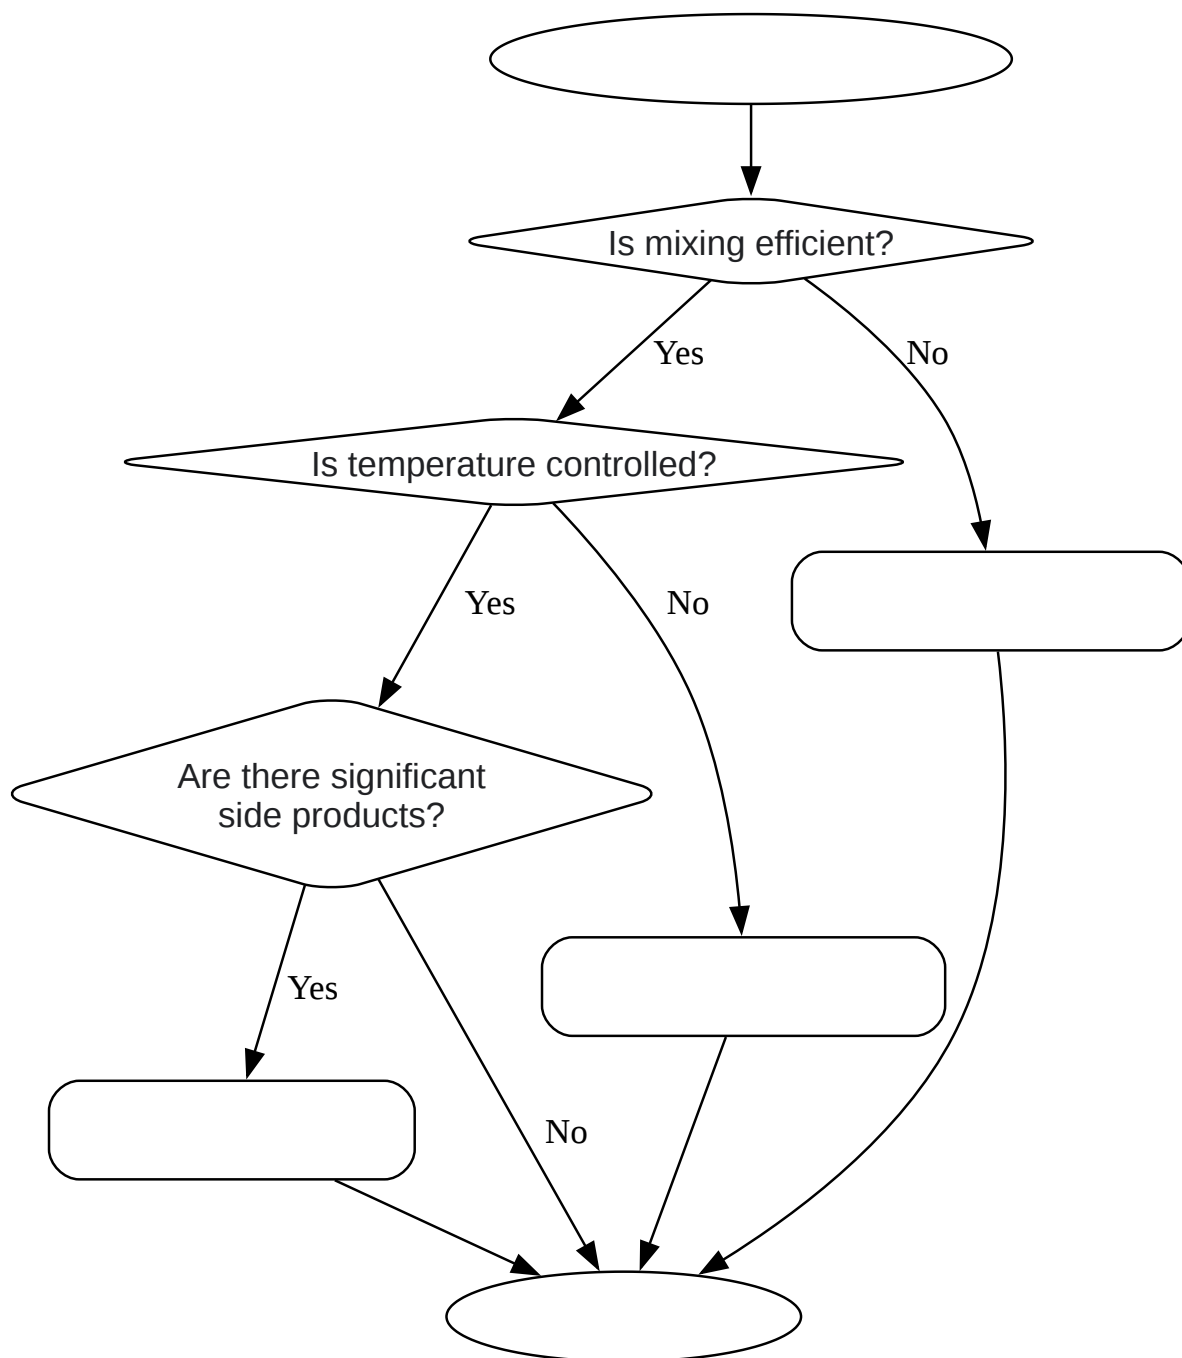 Is mixing efficient?
Yes
No
Is temperature controlled?
Yes
No
Are there significant
side products?
Yes
No